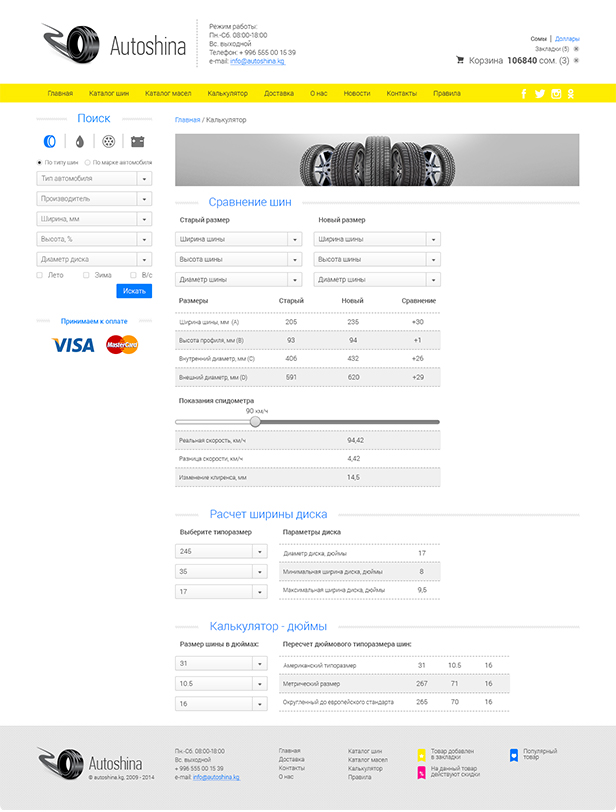 Autoshina
Режим работы:
Пн.-Сб. 08:00-18:00
Вс. выходной
Телефон: + 996 555 00 15 39
e-mail: info@autoshina.kg
Сомы | Доллары
Закладки (5)
Корзина 106840 сом. (3)
Главная Каталог шин Каталог масел Калькулятор Доставка О нас Новости Контакты Правила
Поиск
По типу шин По марке автомобиля
Тип автомобиля
Производитель
Ширина, мм
Высота, %
Диаметр диска
Лето Зима В/с
Искать
Принимаем к оплате
VISA MasterCard
Главная / Калькулятор
Сравнение шин
Старый размер Новый размер
Ширина шины Ширина шины
Высота шины Высота шины
Диаметр шины Диаметр шины
Размеры Старый Новый Сравнение
Ширина шины, мм (A) 205 235 +30
Высота профиля, мм (B) 93 94 +1
Внутренний диаметр, мм (C) 406 432 +26
Внешний диаметр, мм (D) 591 620 +29
Показания спидометра
90 км/ч
Реальная скорость, км/ч 94,42
Разница скорости, км/ч 4,42
Изменение клиренса, мм 14,5
Расчет ширины диска
Выберите типоразмер Параметры диска
245
35
17
Диаметр диска, дюймы 17
Минимальная ширина диска, дюймы 8
Максимальная ширина диска, дюймы 9,5
Калькулятор - дюймы
Размер шины в дюймах: Пересчет дюймового типоразмера шин:
31
10.5
16
Американский типоразмер 31 10.5 16
Метрический размер 267 71 16
Округленный до европейского стандарта 265 70 16
Autoshina
© autoshina.kg, 2009 - 2014
Пн.-Сб. 08:00-18:00
Вс. выходной
+ 996 555 00 15 39
e-mail: info@autoshina.kg
Главная
Доставка
Контакты
О нас
Каталог шин
Каталог масел
Калькулятор
Правила
Товар добавлен
в закладки
На данный товар
действуют скидки
Популярный
товар